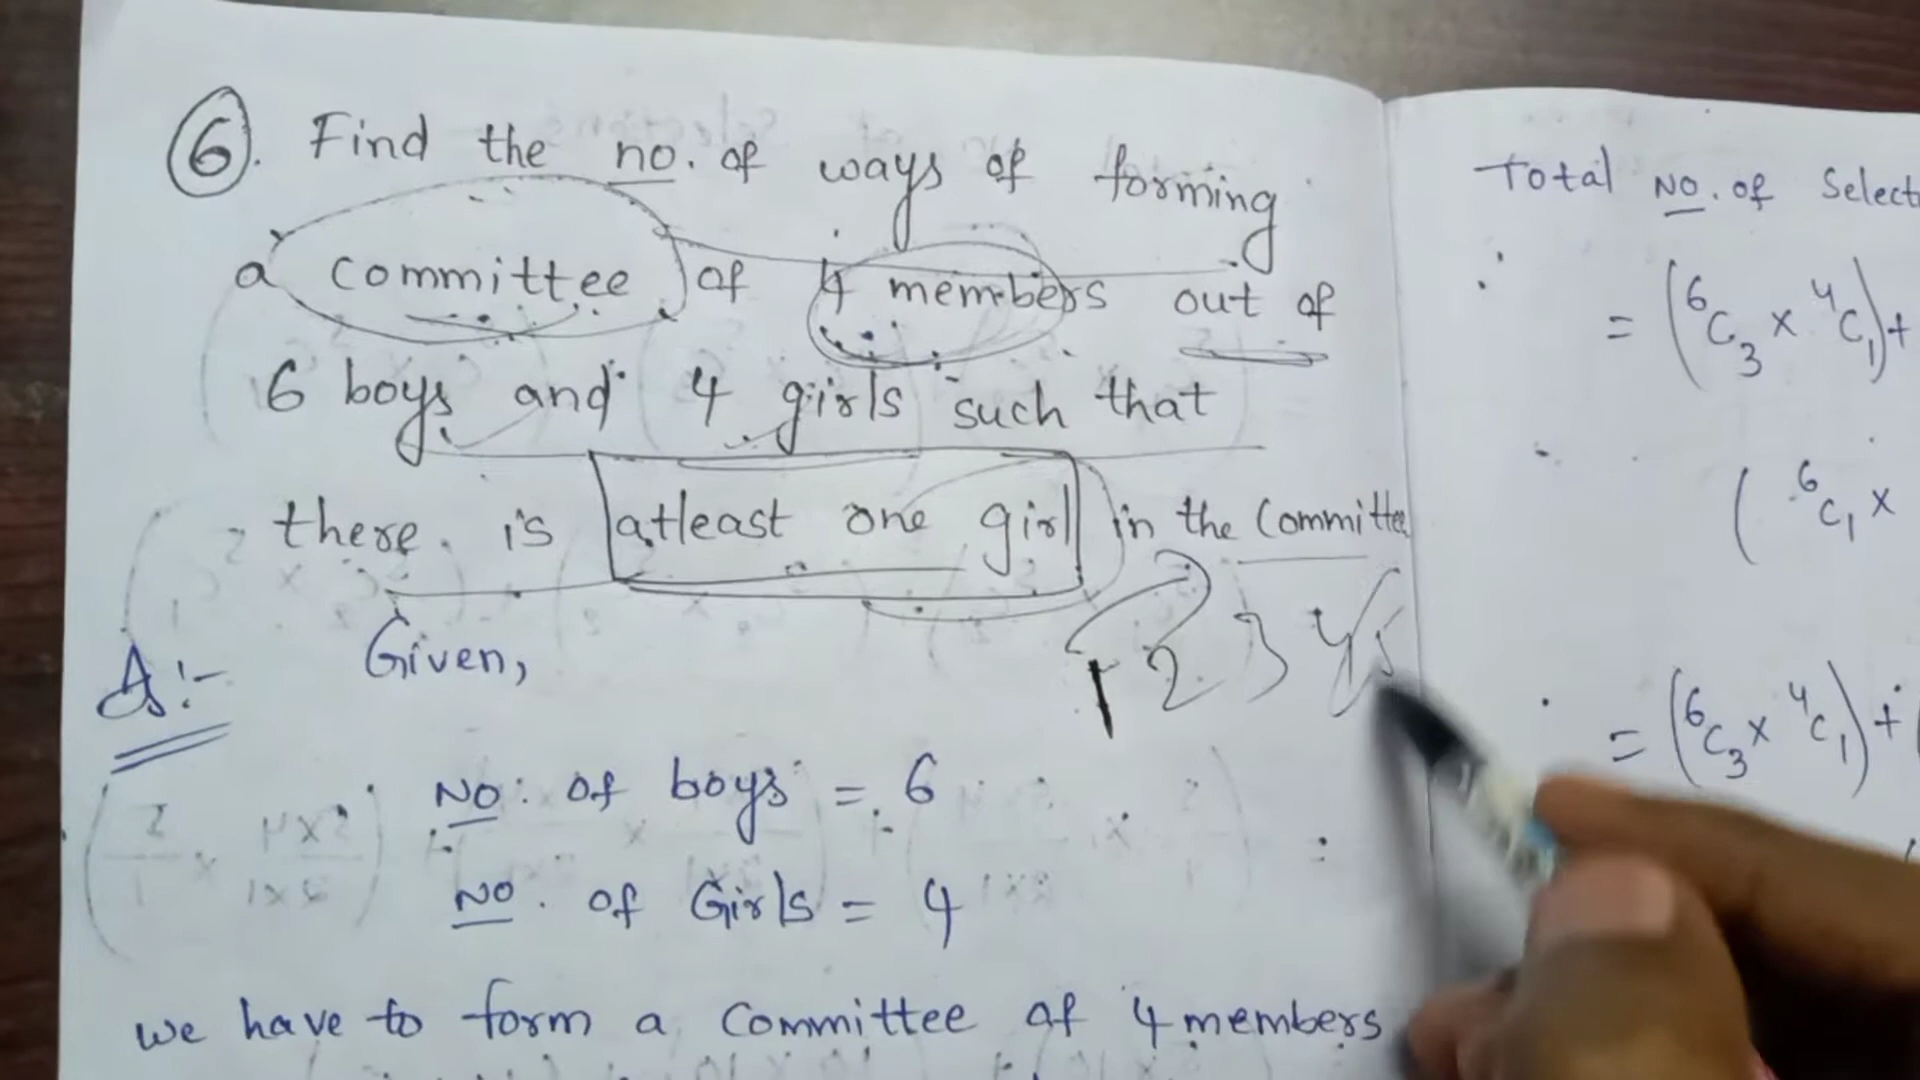 6. Find the no. of ways of forming
a committee of 4 members out of
6 boys and 4 girls such that
there is atleast one girl in the committee
1 2 3 4
A:- Given,
No. of boys = 6
No. of Girls = 4
we have to form a committee of 4 members
Total No. of Select
∴ = (⁶C₃ × ⁴C₁) +
( ⁶C₁ ×
= (⁶C₃ × ⁴C₁) +